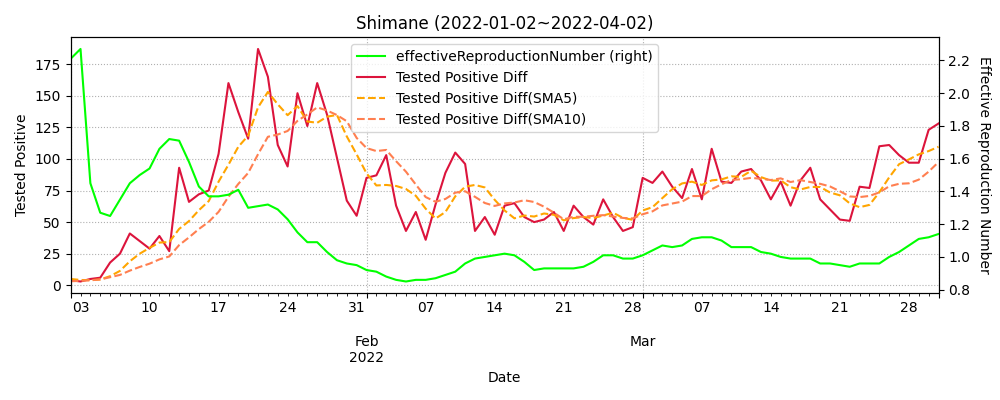 Shimane (2022-01-02~2022-04-02)
effectiveReproductionNumber (right)
Tested Positive Diff
Tested Positive Diff(SMA5)
Tested Positive Diff(SMA10)
Tested Positive
175
150
125
100
75
50
25
0
2.2
2.0
1.8
1.6
1.4
1.2
1.0
0.8
Effective Reproduction Number
03 10 17 24 31 07 14 21 28 07 14 21 28
Feb Mar
2022
Date